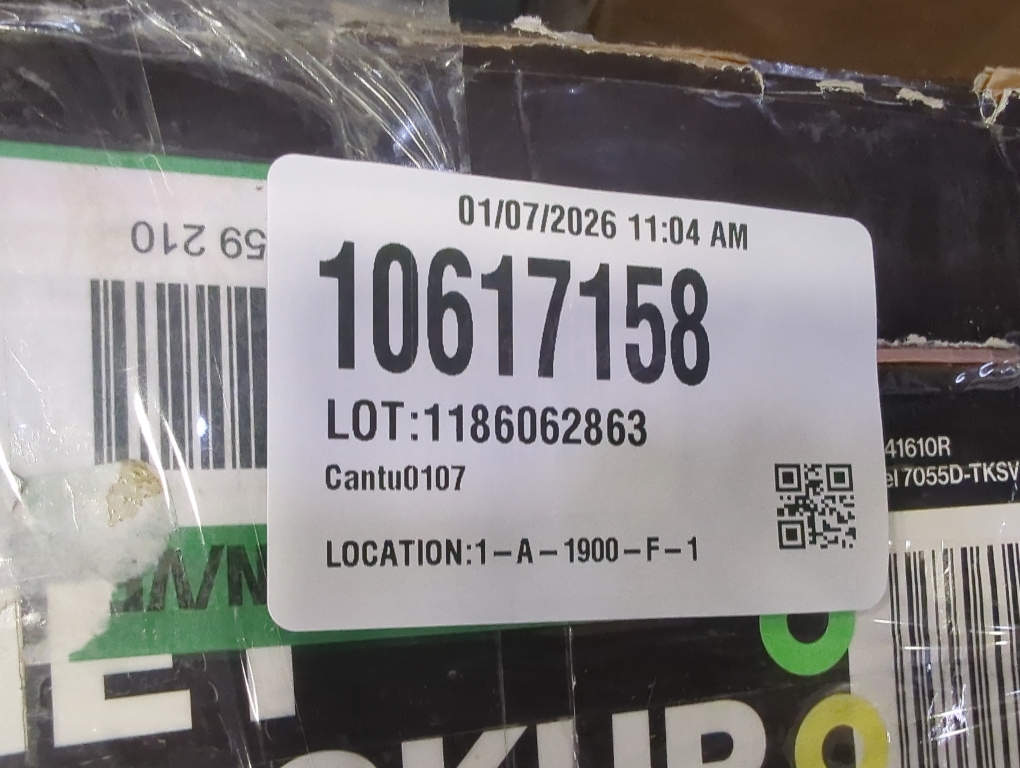 01/07/2026 11:04 AM
10617158
LOT:1186062863
Cantu0107
LOCATION:1-A-1900-F-1
59 210
41610R
7055D-TKSV